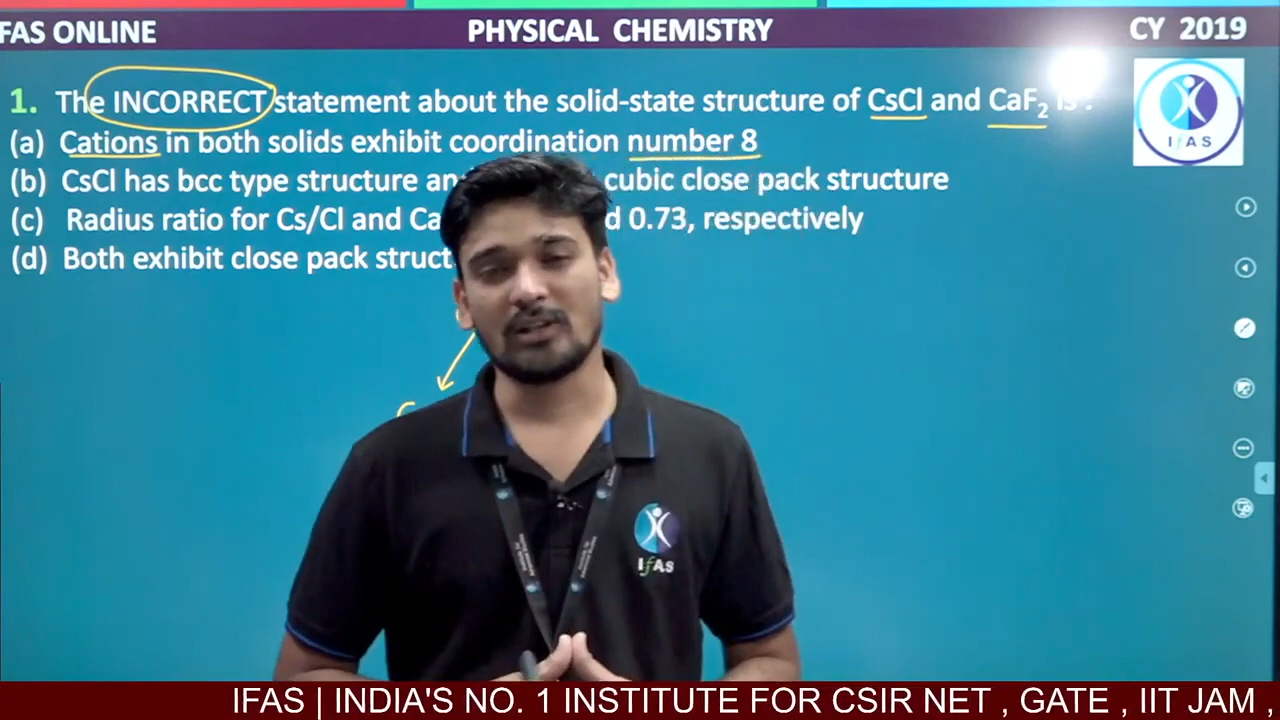 FAS ONLINE
PHYSICAL CHEMISTRY
CY 2019
1. The INCORRECT statement about the solid-state structure of CsCl and CaF2 is :
(a) Cations in both solids exhibit coordination number 8
(b) CsCl has bcc type structure an cubic close pack structure
(c) Radius ratio for Cs/Cl and Ca d 0.73, respectively
(d) Both exhibit close pack struct
IfAS
IfAS
IFAS | INDIA'S NO. 1 INSTITUTE FOR CSIR NET , GATE , IIT JAM ,